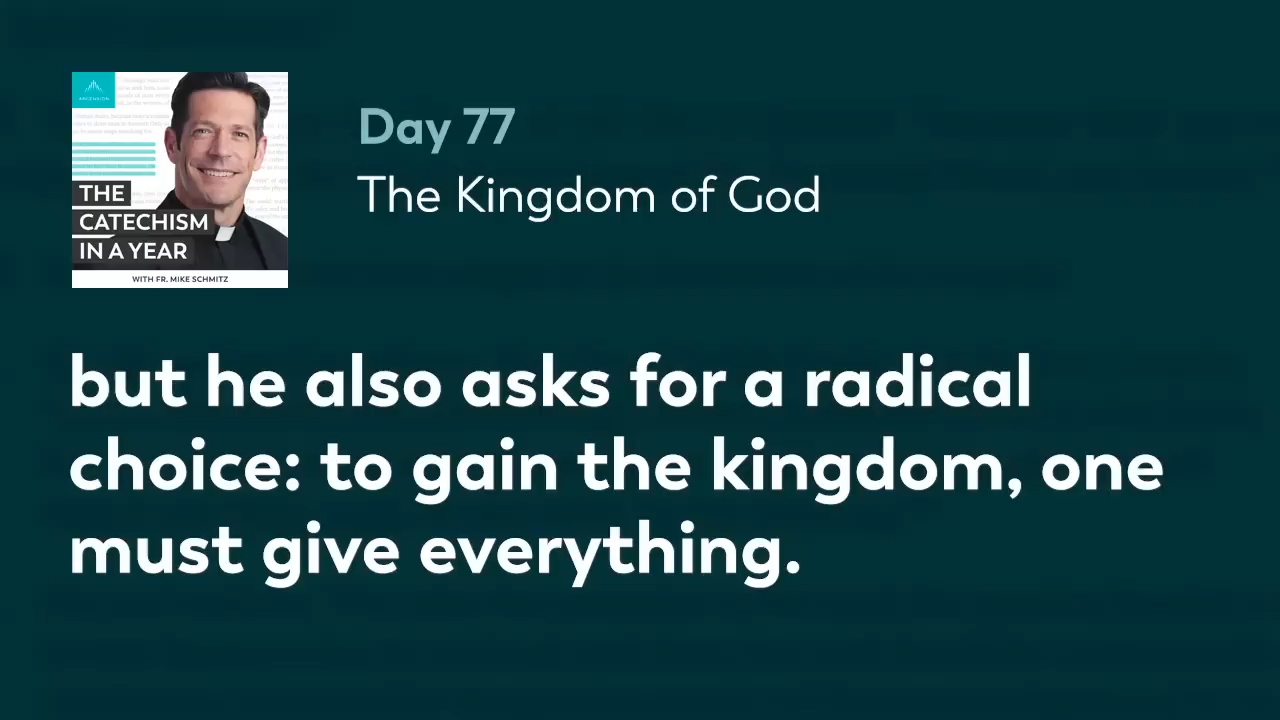 ASCENSION
THE
CATECHISM
IN A YEAR
WITH FR. MIKE SCHMITZ
Day 77
The Kingdom of God
but he also asks for a radical
choice: to gain the kingdom, one
must give everything.